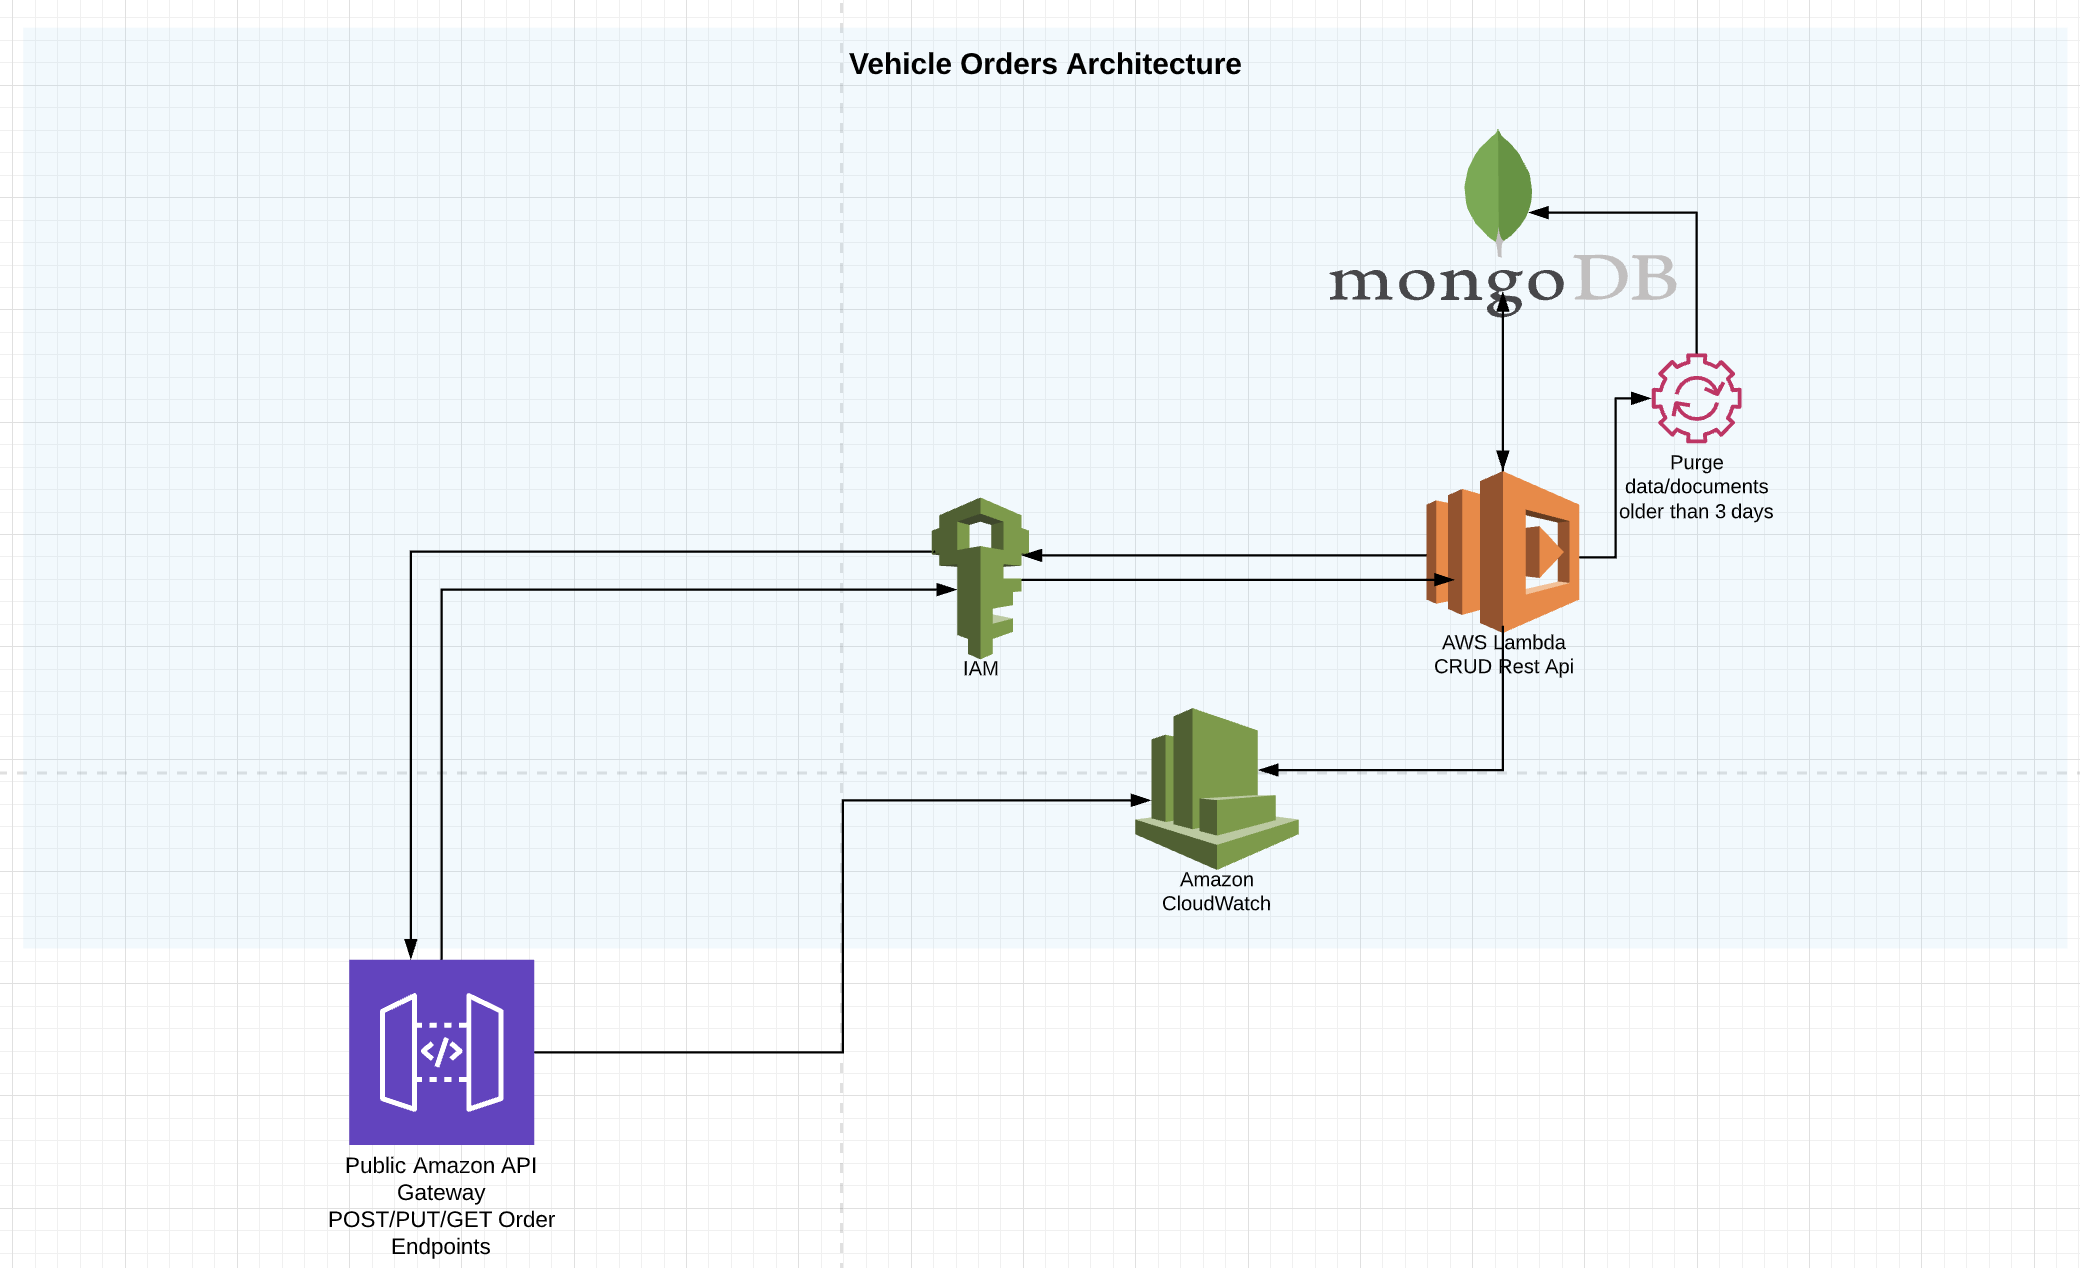 Vehicle Orders Architecture
mongoDB
Purge
data/documents
older than 3 days
AWS Lambda
CRUD Rest Api
IAM
Amazon
CloudWatch
</>
Public Amazon API
Gateway
POST/PUT/GET Order
Endpoints